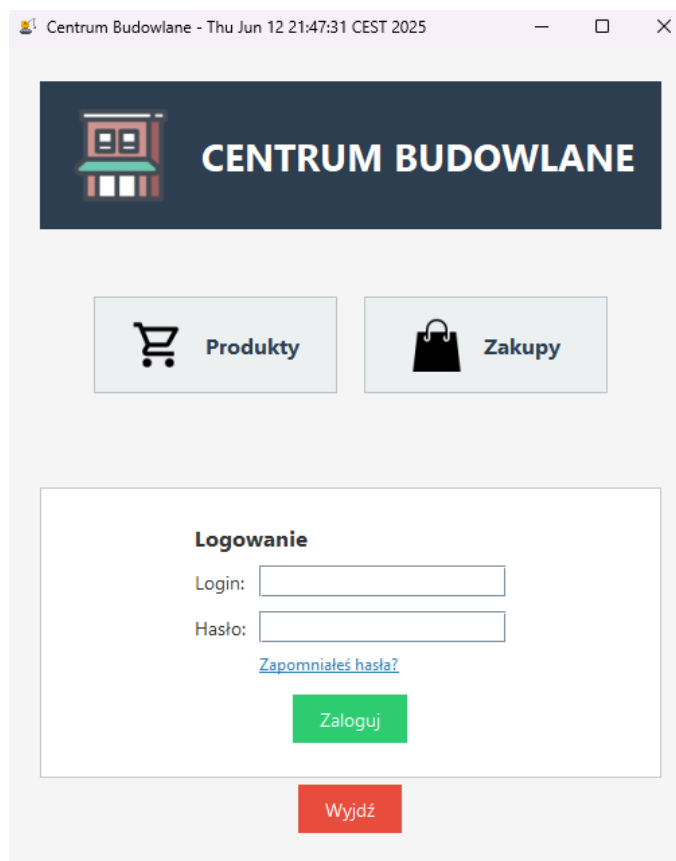 Centrum Budowlane - Thu Jun 12 21:47:31 CEST 2025
CENTRUM BUDOWLANE
Produkty
Zakupy
Logowanie
Login:
Hasło:
Zapomniałeś hasła?
Zaloguj
Wyjdź